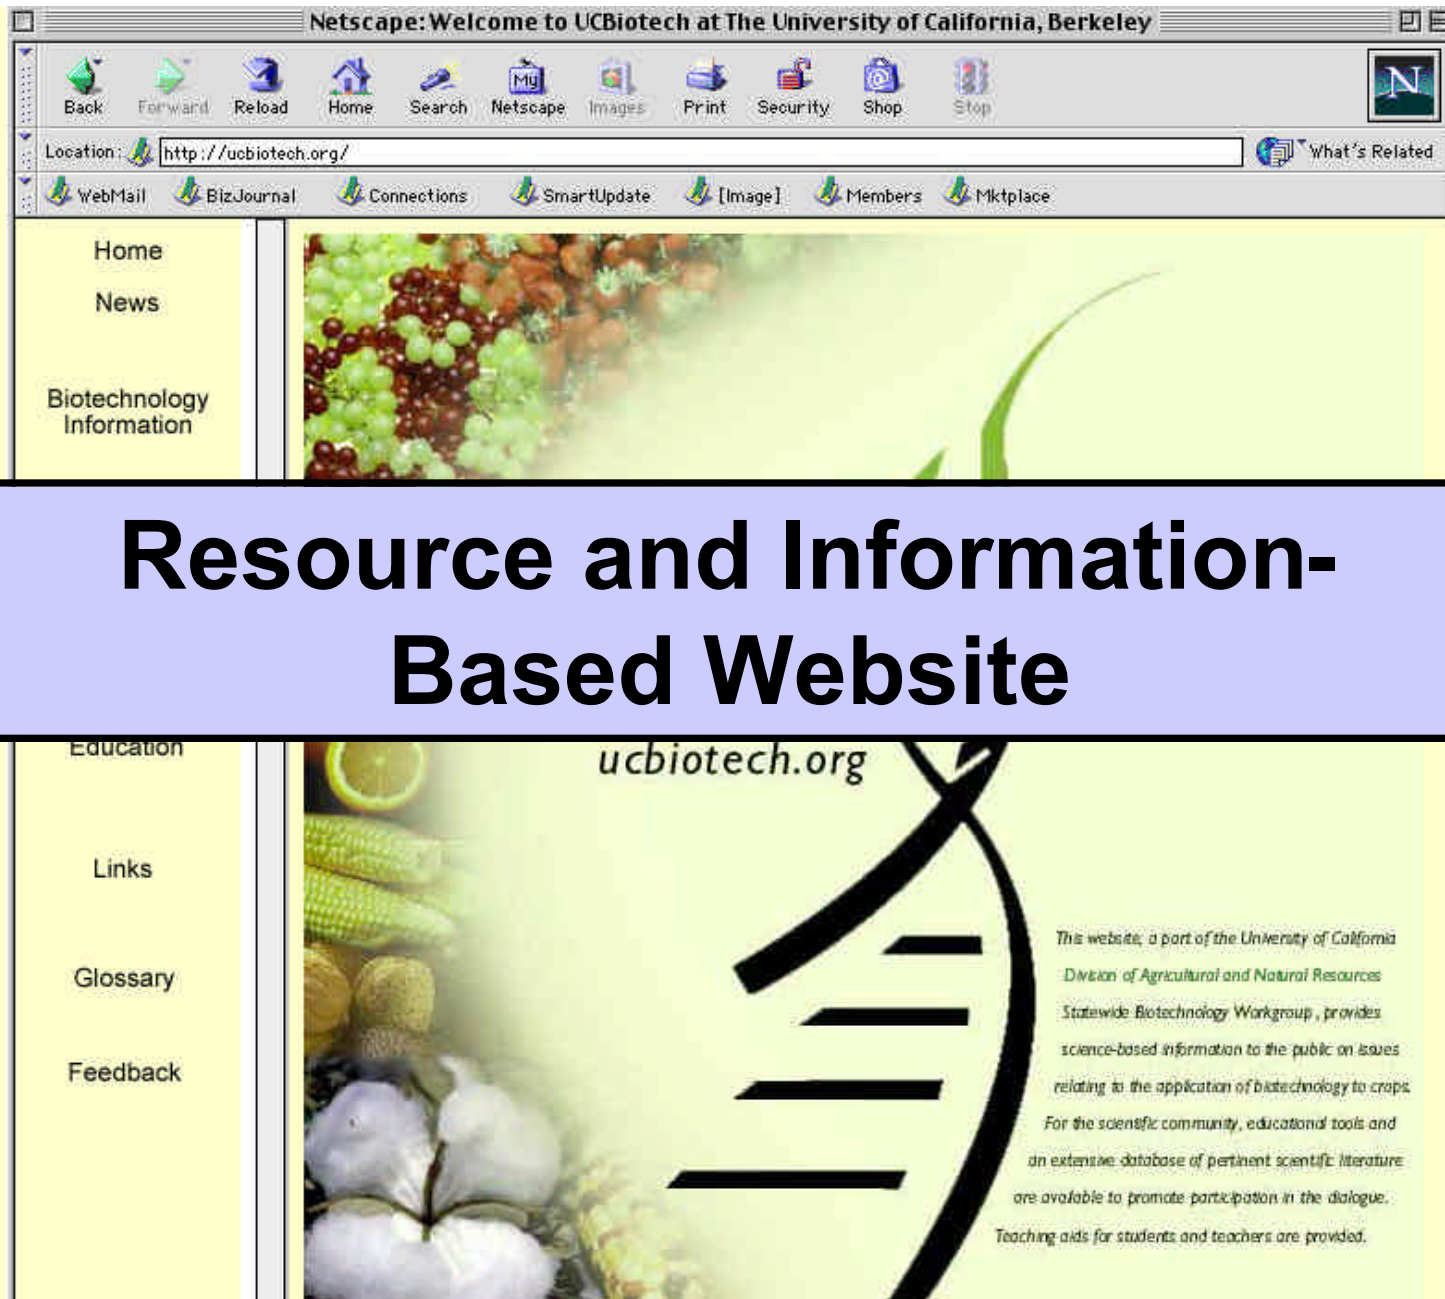 Netscape: Welcome to UCBiotech at The University of California, Berkeley
Back Forward Reload Home Search My Netscape Images Print Security Shop Stop N
Location: http://ucbiotech.org/ What's Related
WebMail BizJournal Connections SmartUpdate [Image] Members Mktplace
Home
News
Biotechnology
Information
Resource and Information-
Based Website
Education
ucbiotech.org
Links
Glossary
Feedback
This website, a part of the University of California
Division of Agricultural and Natural Resources
Statewide Biotechnology Workgroup, provides
science-based information to the public on issues
relating to the application of biotechnology to crops.
For the scientific community, educational tools and
an extensive database of pertinent scientific literature
are available to promote participation in the dialogue.
Teaching aids for students and teachers are provided.